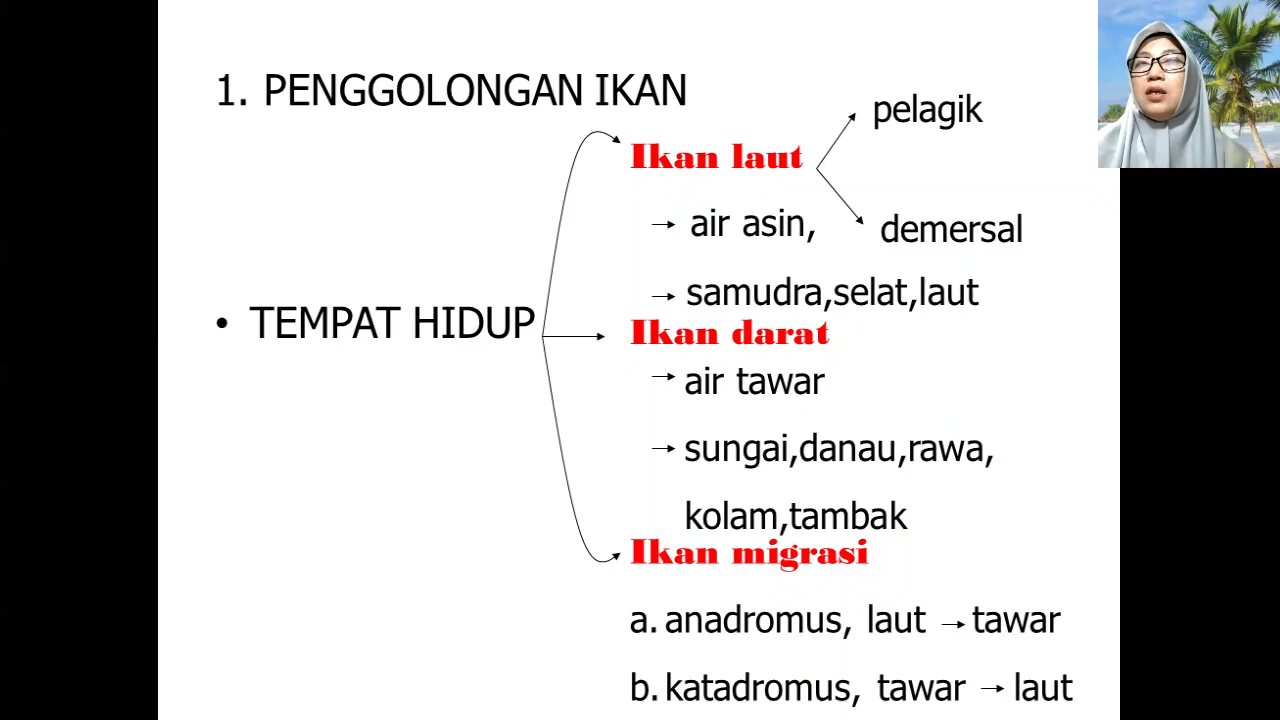 1. PENGGOLONGAN IKAN
pelagik
Ikan laut
→ air asin,
demersal
→ samudra,selat,laut
• TEMPAT HIDUP
Ikan darat
→ air tawar
→ sungai,danau,rawa,
kolam,tambak
Ikan migrasi
a. anadromus, laut → tawar
b. katadromus, tawar → laut